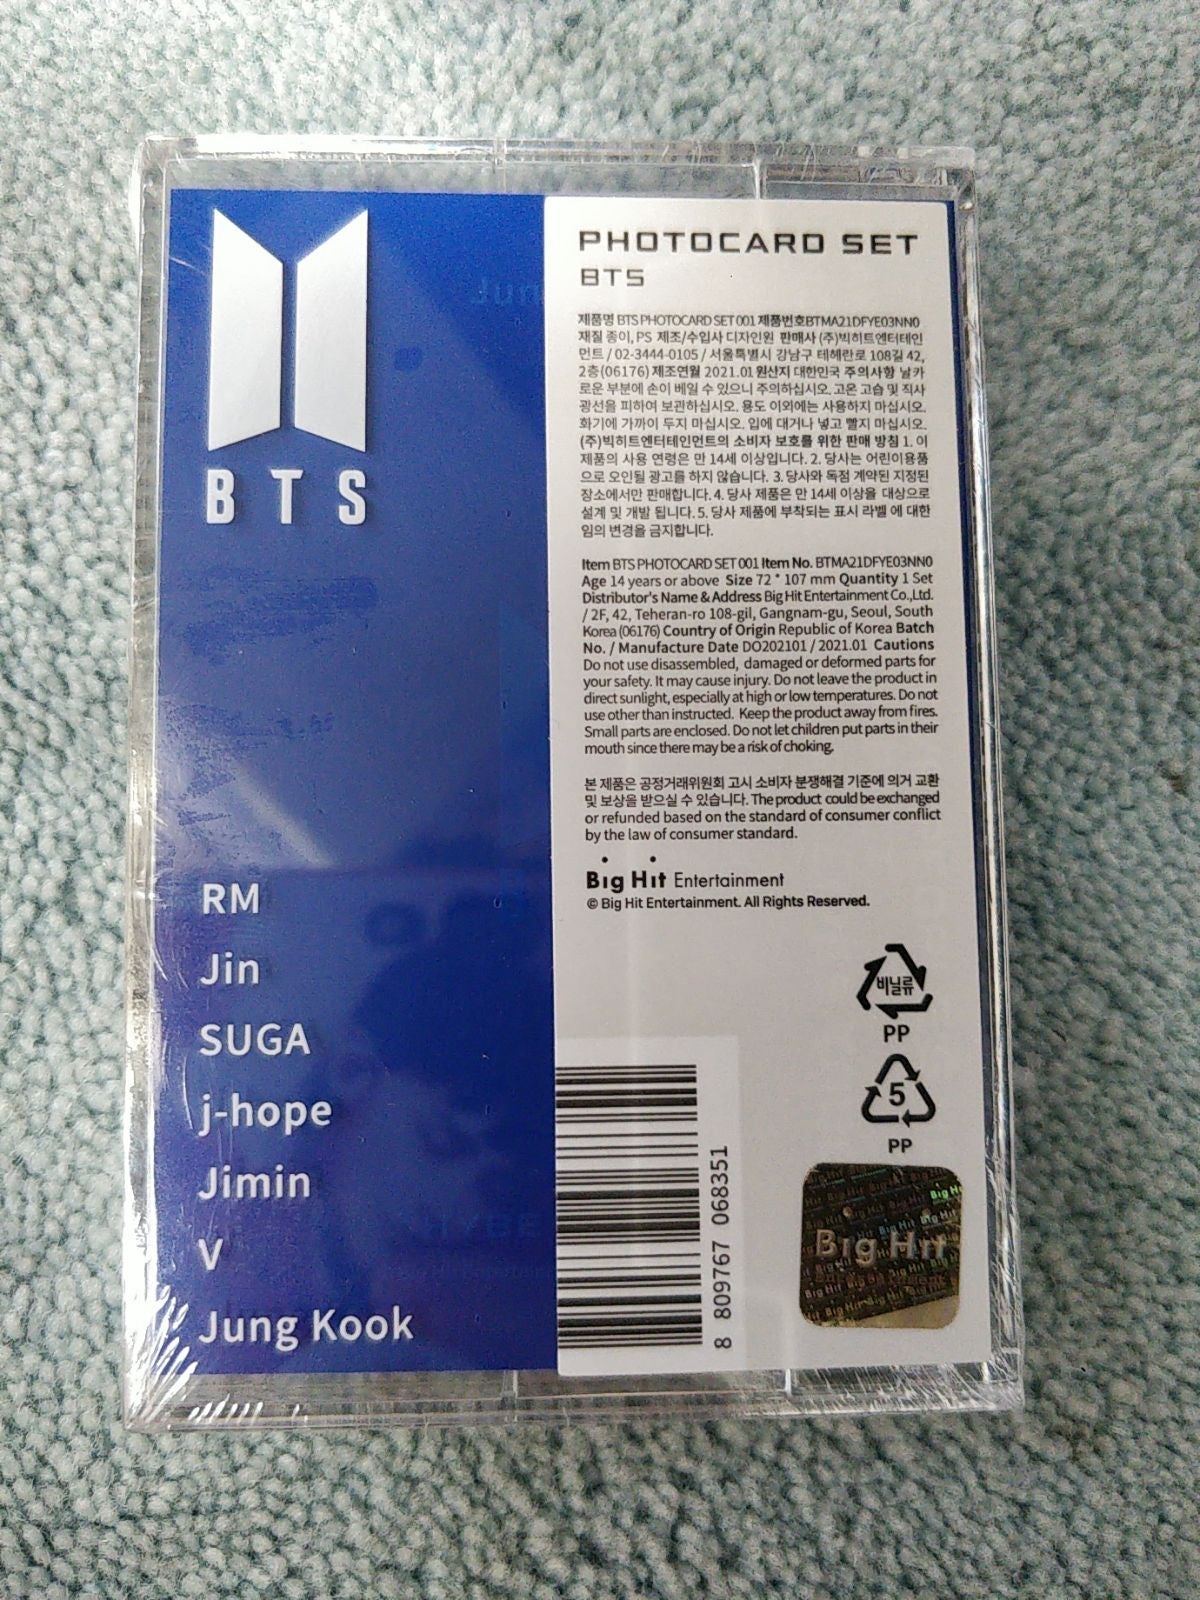 BTS
RM
Jin
SUGA
j-hope
Jimin
V
Jung Kook
PHOTOCARD SET
BTS
제품명 BTS PHOTOCARD SET 001 제품번호BTMA21DFYE03NN0
재질 종이, PS 제조/수입사 디자인원 판매사 (주)빅히트엔터테인
먼트 / 02-3444-0105 / 서울특별시 강남구 테헤란로 108길 42,
2층(06176) 제조연월 2021.01 원산지 대한민국 주의사항 날카
로운 부분에 손이 베일 수 있으니 주의하십시오. 고온 고습 및 직사
광선을 피하여 보관하십시오. 용도 이외에는 사용하지 마십시오.
화기에 가까이 두지 마십시오. 입에 대거나 넣고 빨지 마십시오.
(주)빅히트엔터테인먼트의 소비자 보호를 위한 판매 방침 1. 이
제품의 사용 연령은 만 14세 이상입니다. 2. 당사는 어린이용품
으로 오인될 광고를 하지 않습니다. 3. 당사와 독점 계약된 지정된
장소에서만 판매합니다. 4. 당사 제품은 만 14세 이상을 대상으로
설계 및 개발 됩니다. 5. 당사 제품에 부착되는 표시 라벨 에 대한
임의 변경을 금지합니다.
Item BTS PHOTOCARD SET 001 Item No. BTMA21DFYE03NN0
Age 14 years or above Size 72 * 107 mm Quantity 1 Set
Distributor's Name & Address Big Hit Entertainment Co.,Ltd.
/ 2F, 42, Teheran-ro 108-gil, Gangnam-gu, Seoul, South
Korea (06176) Country of Origin Republic of Korea Batch
No. / Manufacture Date DO202101 / 2021.01 Cautions
Do not use disassembled, damaged or deformed parts for
your safety. It may cause injury. Do not leave the product in
direct sunlight, especially at high or low temperatures. Do not
use other than instructed. Keep the product away from fires.
Small parts are enclosed. Do not let children put parts in their
mouth since there may be a risk of choking.
본 제품은 공정거래위원회 고시 소비자 분쟁해결 기준에 의거 교환
및 보상을 받으실 수 있습니다. The product could be exchanged
or refunded based on the standard of consumer conflict
by the law of consumer standard.
Big Hit Entertainment
© Big Hit Entertainment. All Rights Reserved.
비닐류
PP
5
PP
8 809767 068351
Big Hit